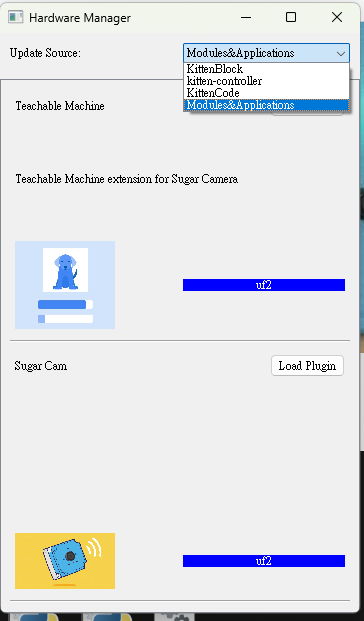 Hardware Manager
Update Source:
Modules&Applications
KittenBlock
kitten-controller
KittenCode
Modules&Applications
Teachable Machine
Teachable Machine extension for Sugar Camera
uf2
Sugar Cam
Load Plugin
uf2